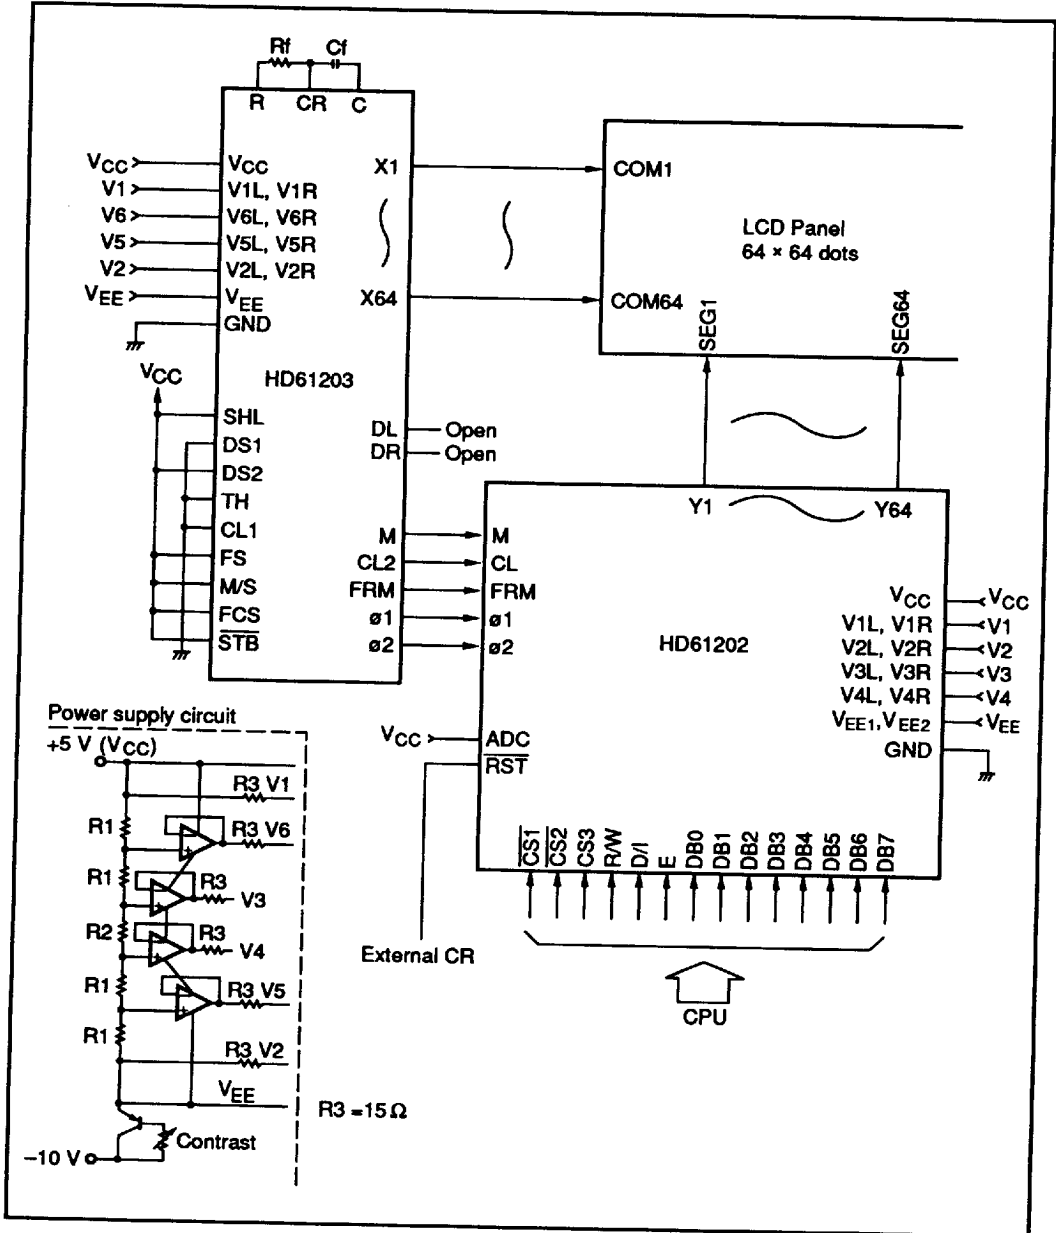 Rf Cf
R CR C
VCC VCC X1 COM1
V1 V1L, V1R
V6 V6L, V6R
V5 V5L, V5R
V2 V2L, V2R
VEE VEE X64 COM64
GND
LCD Panel
64 × 64 dots
SEG1 SEG64
VCC
HD61203
SHL
DS1
DS2
TH
CL1
FS
M/S
FCS
STB
DL Open
DR Open
M M
CL2 CL
FRM FRM
ø1 ø1
ø2 ø2
Y1 Y64
HD61202
VCC VCC
V1L, V1R V1
V2L, V2R V2
V3L, V3R V3
V4L, V4R V4
VEE1, VEE2 VEE
GND
VCC ADC
RST
CS1 CS2 CS3 R/W D/I E DB0 DB1 DB2 DB3 DB4 DB5 DB6 DB7
External CR
CPU
Power supply circuit
+5 V (VCC)
R3 V1
R1 − + R3 V6
R1 − + R3 V3
R2 − + R3 V4
R1 − + R3 V5
R1
R3 V2
VEE
R3 = 15 Ω
Contrast
−10 V